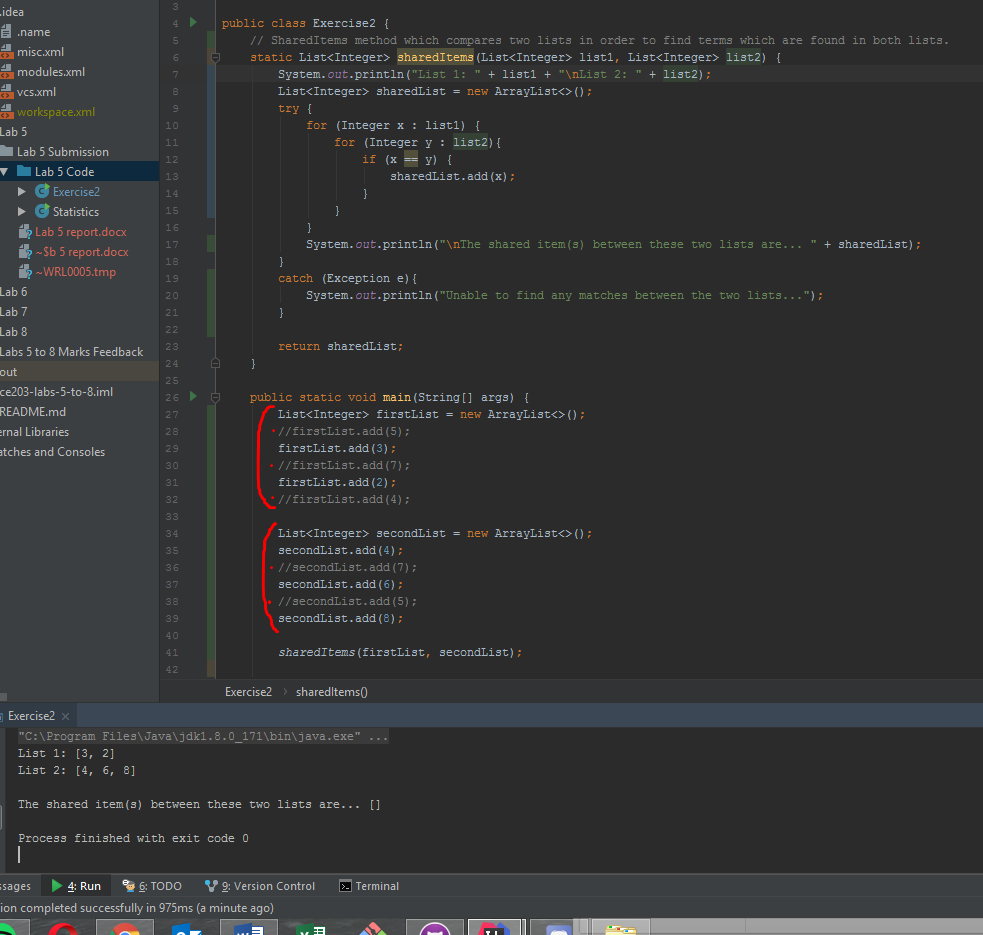 .idea
.name
misc.xml
modules.xml
vcs.xml
workspace.xml
Lab 5
Lab 5 Submission
Lab 5 Code
Exercise2
Statistics
Lab 5 report.docx
~$b 5 report.docx
~WRL0005.tmp
Lab 6
Lab 7
Lab 8
Labs 5 to 8 Marks Feedback
out
ce203-labs-5-to-8.iml
README.md
ernal Libraries
atches and Consoles
3
4 public class Exercise2 {
5 // SharedItems method which compares two lists in order to find terms which are found in both lists.
6 static List<Integer> sharedItems(List<Integer> list1, List<Integer> list2) {
7 System.out.println("List 1: " + list1 + "\nList 2: " + list2);
8 List<Integer> sharedList = new ArrayList<>();
9 try {
10 for (Integer x : list1) {
11 for (Integer y : list2){
12 if (x == y) {
13 sharedList.add(x);
14 }
15 }
16 }
17 System.out.println("\nThe shared item(s) between these two lists are... " + sharedList);
18 }
19 catch (Exception e){
20 System.out.println("Unable to find any matches between the two lists...");
21 }
22
23 return sharedList;
24 }
25
26 public static void main(String[] args) {
27 List<Integer> firstList = new ArrayList<>();
28 //firstList.add(5);
29 firstList.add(3);
30 //firstList.add(7);
31 firstList.add(2);
32 //firstList.add(4);
33
34 List<Integer> secondList = new ArrayList<>();
35 secondList.add(4);
36 //secondList.add(7);
37 secondList.add(6);
38 //secondList.add(5);
39 secondList.add(8);
40
41 sharedItems(firstList, secondList);
42
Exercise2 › sharedItems()
Exercise2 ×
"C:\Program Files\Java\jdk1.8.0_171\bin\java.exe" ...
List 1: [3, 2]
List 2: [4, 6, 8]
The shared item(s) between these two lists are... []
Process finished with exit code 0
ssages 4: Run 6: TODO 9: Version Control Terminal
ion completed successfully in 975ms (a minute ago)